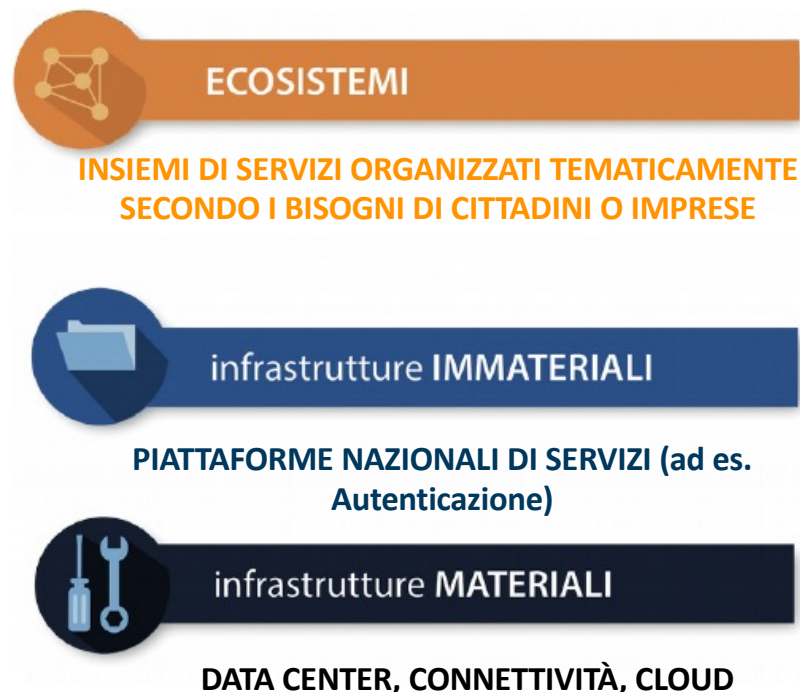 ECOSISTEMI
INSIEMI DI SERVIZI ORGANIZZATI TEMATICAMENTE
SECONDO I BISOGNI DI CITTADINI O IMPRESE
infrastrutture IMMATERIALI
PIATTAFORME NAZIONALI DI SERVIZI (ad es.
Autenticazione)
infrastrutture MATERIALI
DATA CENTER, CONNETTIVITÀ, CLOUD